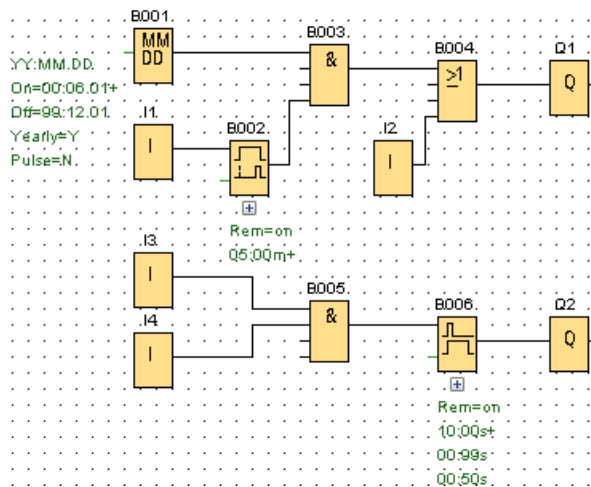 B001
B003
B004
Q1
MM
DD
&
>1
Q
YY:MM.DD.
On=00:06.01+
Off=99:12.01.
Yearly=Y
Pulse=N
I1
I
B002
I2
I
Rem=on
05:00m+
I3
I
B005
&
B006
Q2
Q
I4
I
Rem=on
10:00s+
00:99s
00:50s